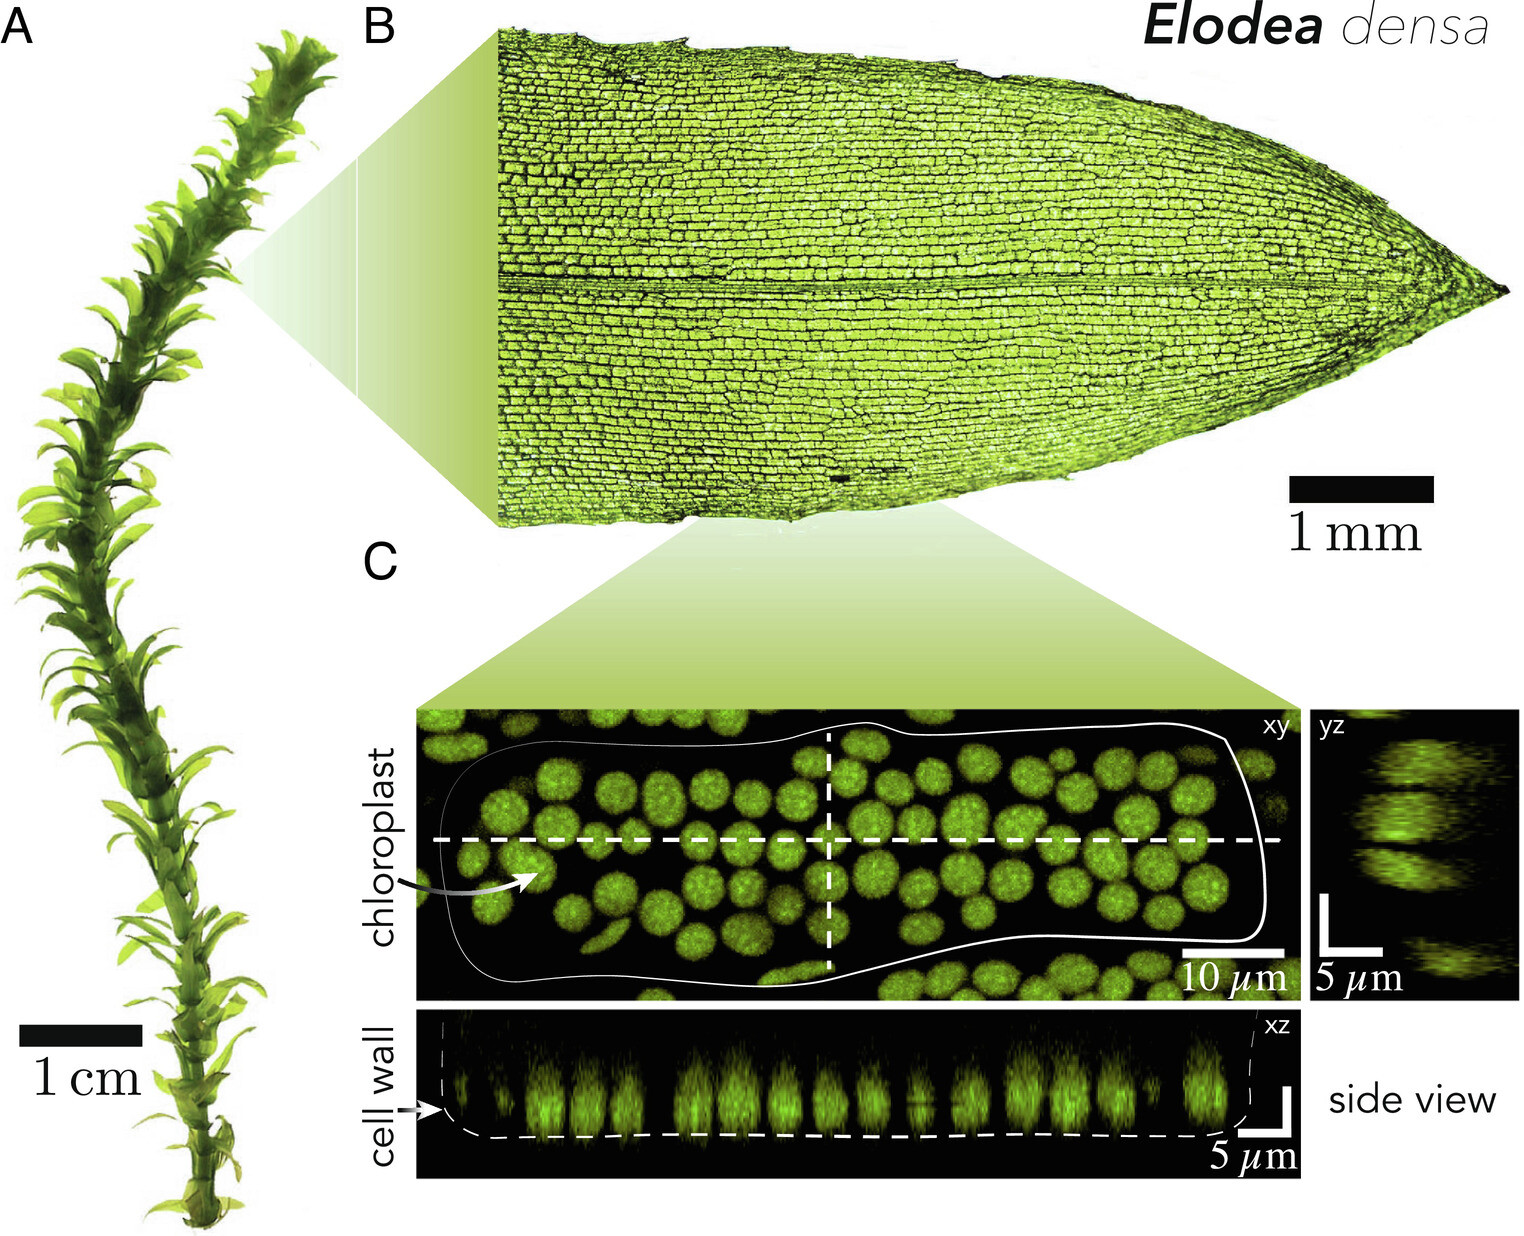 A
B
Elodea densa
1 mm
C
chloroplast
xy
yz
10 µm
5 µm
1 cm
cell wall
xz
5 µm
side view